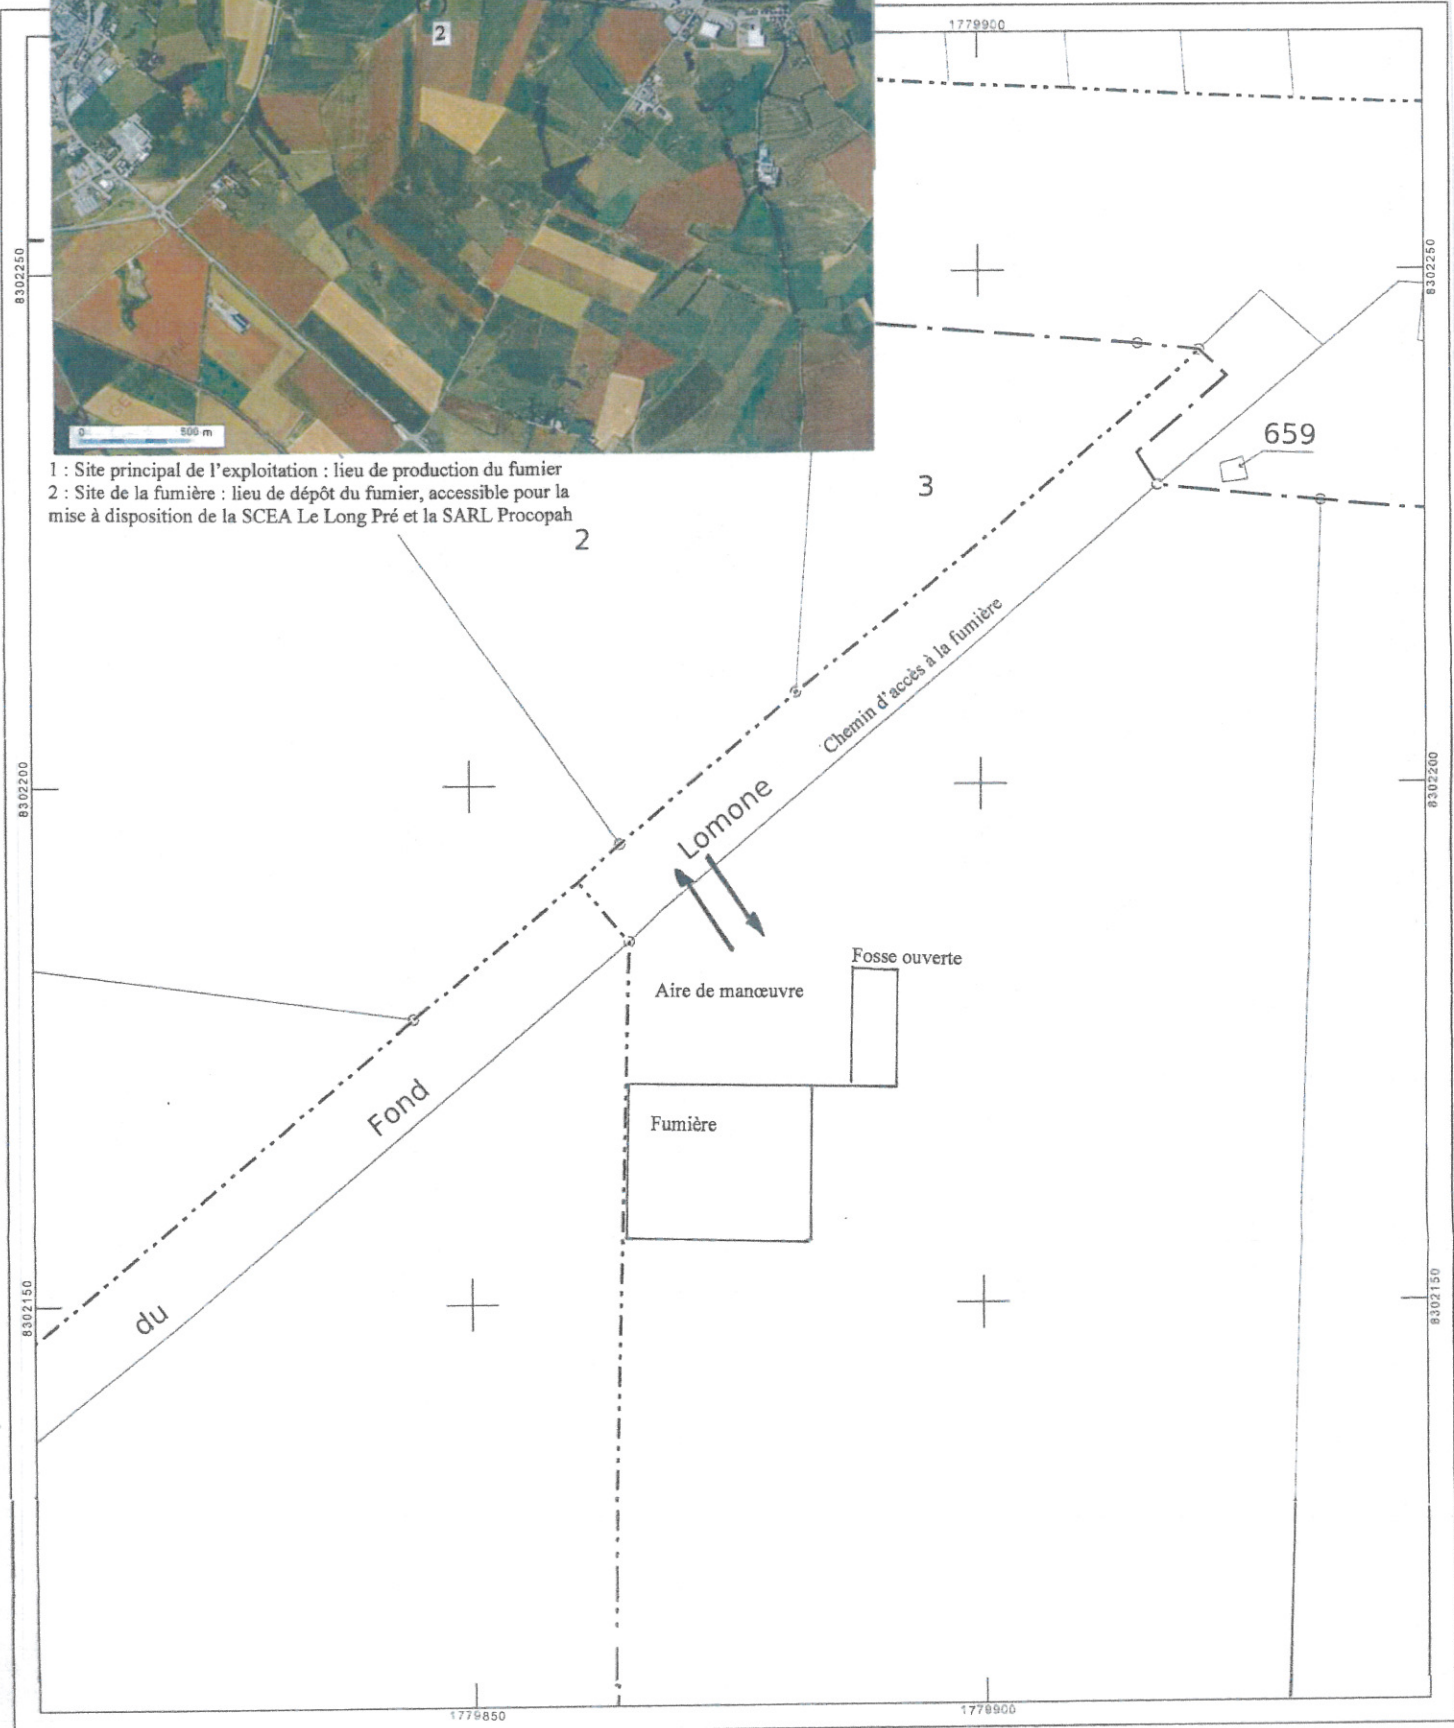 2
1779900
0 500 m
8302250
8302250
659
1 : Site principal de l'exploitation : lieu de production du fumier
2 : Site de la fumière : lieu de dépôt du fumier, accessible pour la
mise à disposition de la SCEA Le Long Pré et la SARL Procopah
3
2
Chemin d'accès à la fumière
8302200
8302200
Lomone
Fosse ouverte
Aire de manœuvre
Fond
Fumière
8302150
8302150
du
1779850
1779900